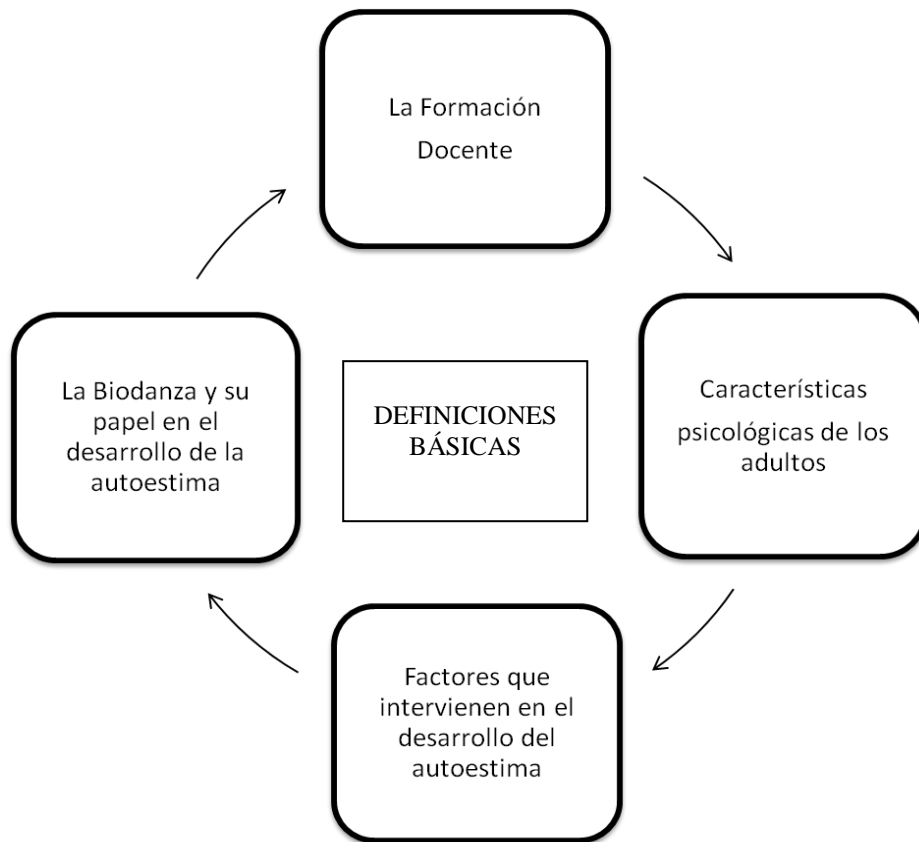 La Formación
Docente
Características
psicológicas de los
adultos
Factores que
intervienen en el
desarrollo del
autoestima
La Biodanza y su
papel en el
desarrollo de la
autoestima
DEFINICIONES
BÁSICAS